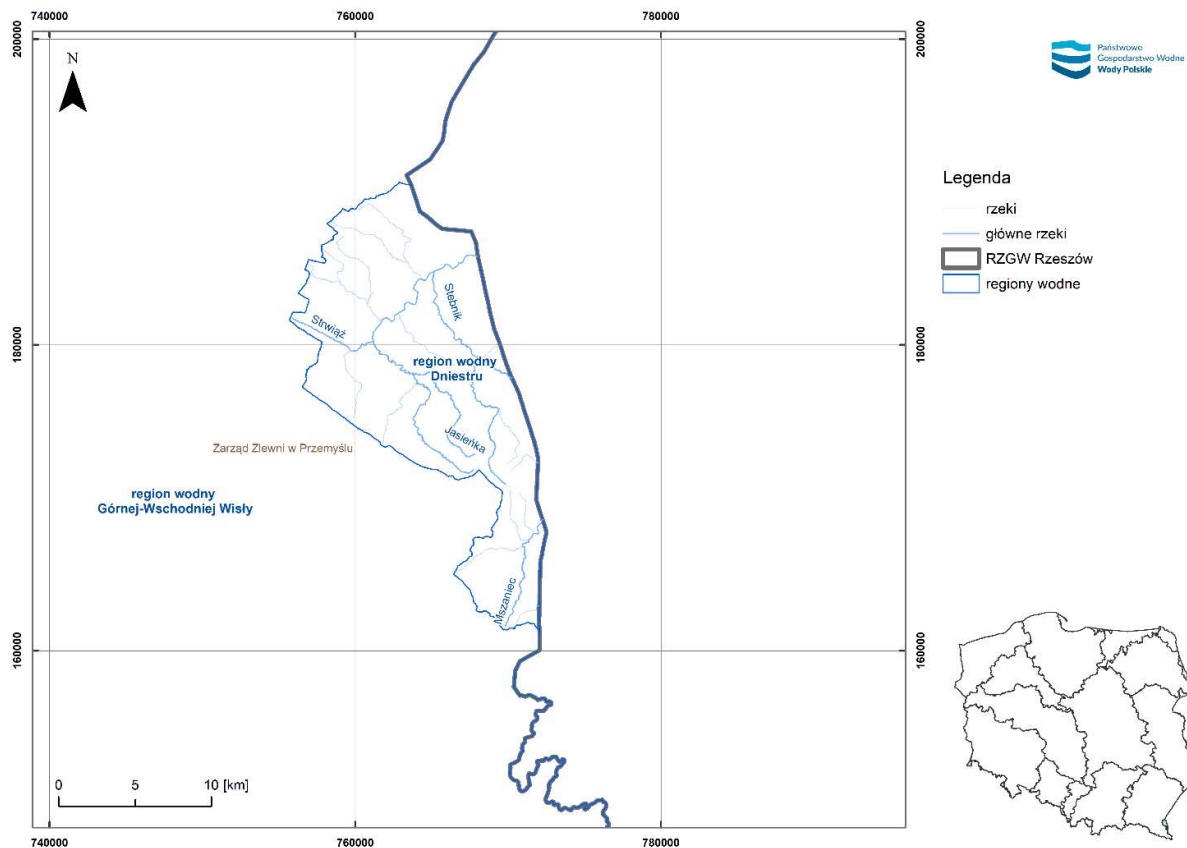 740000
760000
780000
200000
200000
N
Państwowe
Gospodarstwo Wodne
Wody Polskie
Legenda
rzeki
główne rzeki
RZGW Rzeszów
regiony wodne
Stebnik
Strwiąż
180000
180000
region wodny
Dniestru
Jasieńka
Zarząd Zlewni w Przemyślu
region wodny
Górnej-Wschodniej Wisły
Mszaniec
160000
160000
0 5 10 [km]
740000
760000
780000